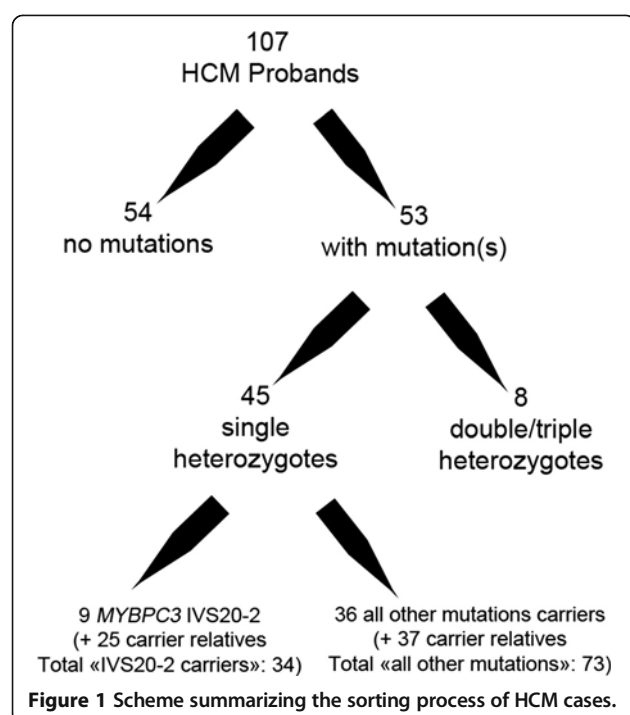 107
HCM Probands
54
no mutations
53
with mutation(s)
45
single
heterozygotes
8
double/triple
heterozygotes
9 MYBPC3 IVS20-2
(+ 25 carrier relatives
Total «IVS20-2 carriers»: 34)
36 all other mutations carriers
(+ 37 carrier relatives
Total «all other mutations»: 73)
Figure 1 Scheme summarizing the sorting process of HCM cases.